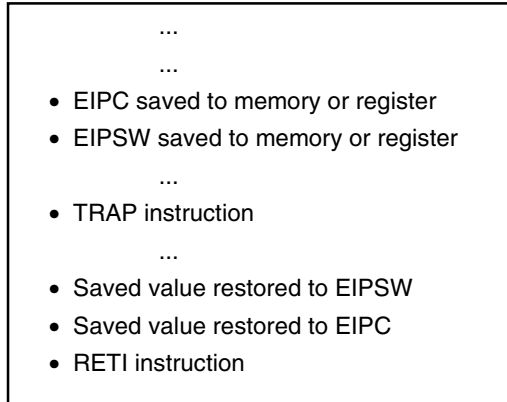 ...
...
• EIPC saved to memory or register
• EIPSW saved to memory or register
...
• TRAP instruction
...
• Saved value restored to EIPSW
• Saved value restored to EIPC
• RETI instruction